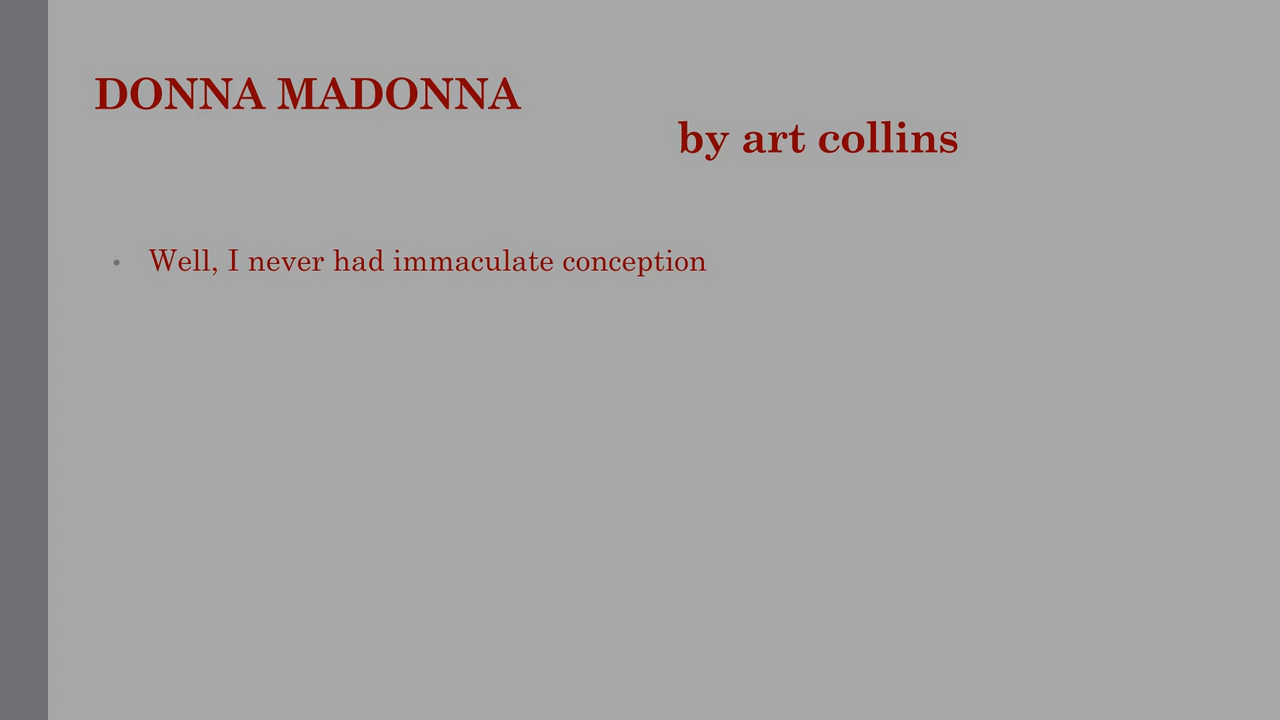 DONNA MADONNA
by art collins
• Well, I never had immaculate conception